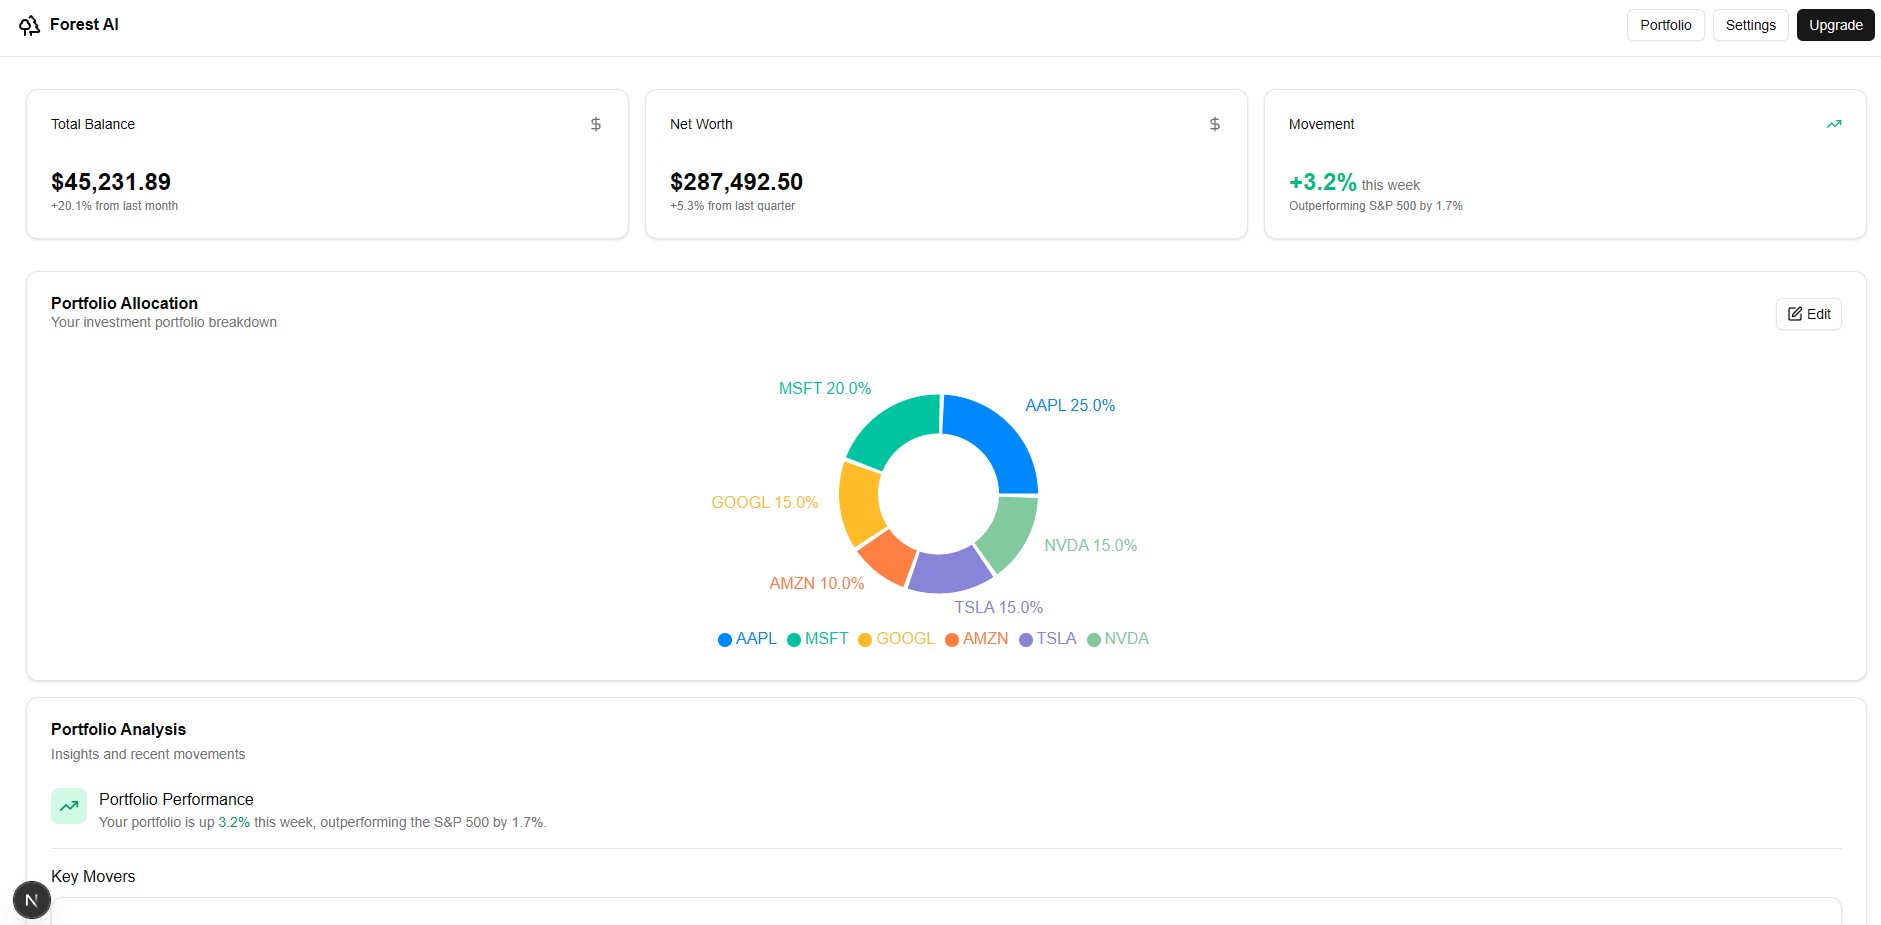 Forest AI
Portfolio
Settings
Upgrade
Total Balance
$45,231.89
+20.1% from last month
Net Worth
$287,492.50
+5.3% from last quarter
Movement
+3.2% this week
Outperforming S&P 500 by 1.7%
Portfolio Allocation
Your investment portfolio breakdown
Edit
MSFT 20.0%
AAPL 25.0%
GOOGL 15.0%
NVDA 15.0%
AMZN 10.0%
TSLA 15.0%
AAPL MSFT GOOGL AMZN TSLA NVDA
Portfolio Analysis
Insights and recent movements
Portfolio Performance
Your portfolio is up 3.2% this week, outperforming the S&P 500 by 1.7%.
Key Movers
N